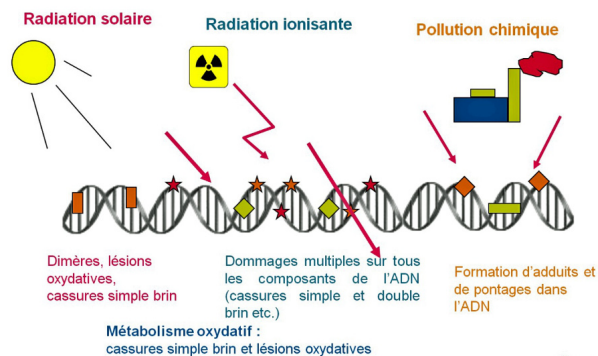 Radiation solaire
Radiation ionisante
Pollution chimique
Dimères, lésions
oxydatives,
cassures simple brin
Dommages multiples sur tous
les composants de l'ADN
(cassures simple et double
brin etc.)
Formation d'adduits et
de pontages dans
l'ADN
Métabolisme oxydatif :
cassures simple brin et lésions oxydatives